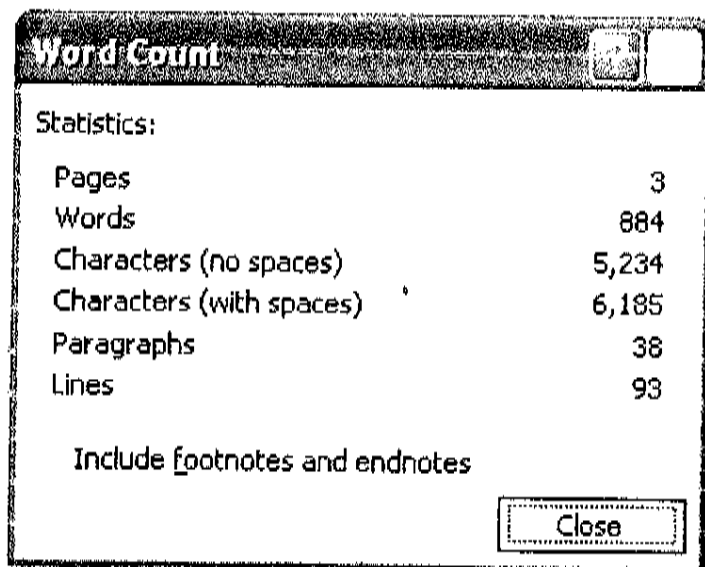 Word Count
Statistics:
Pages 3
Words 884
Characters (no spaces) 5,234
Characters (with spaces) 6,185
Paragraphs 38
Lines 93
Include footnotes and endnotes
Close